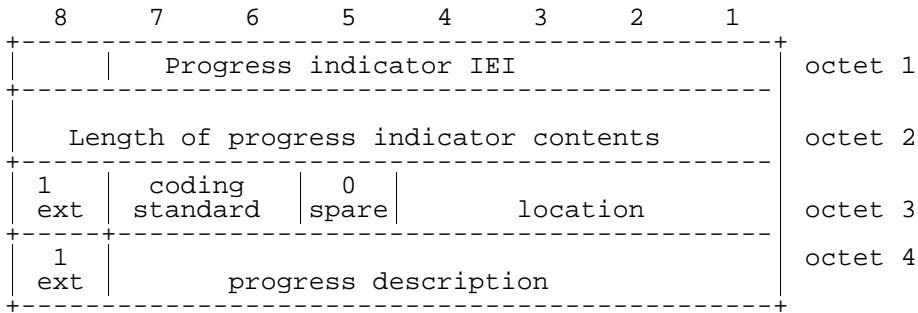 8 7 6 5 4 3 2 1
Progress indicator IEI octet 1
Length of progress indicator contents octet 2
1 coding 0
ext standard spare location octet 3
1 octet 4
ext progress description